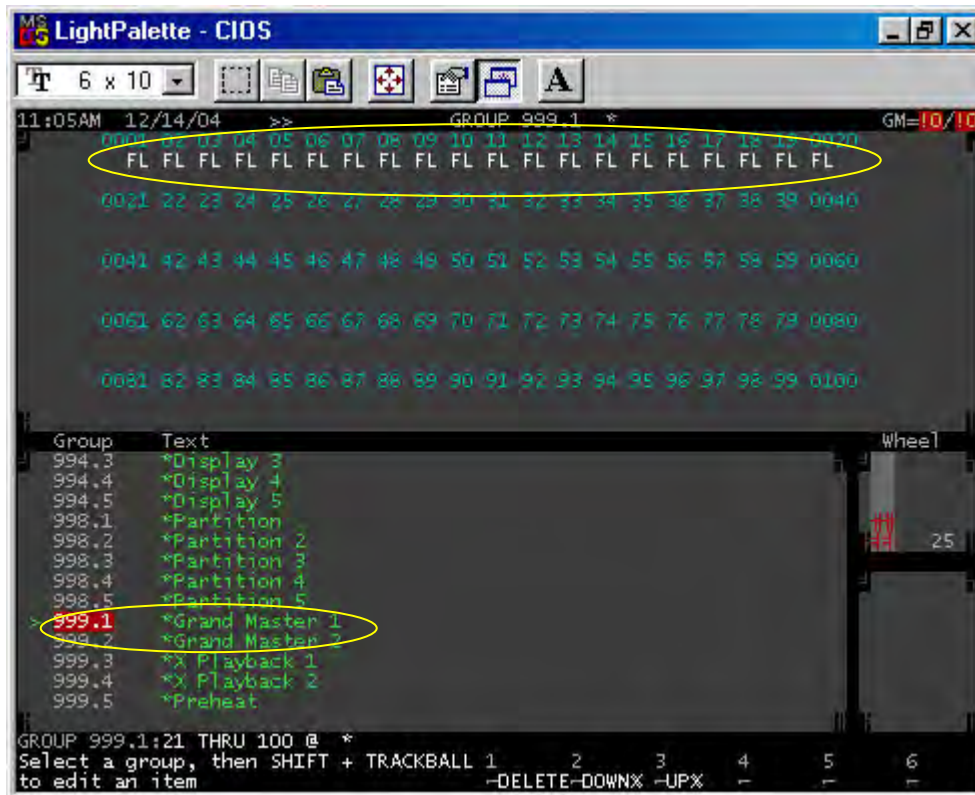 LightPalette - CIOS
6 x 10
A
11:05AM 12/14/04 >> GROUP 999.1 * GM=!0/!0
0001 02 03 04 05 06 07 08 09 10 11 12 13 14 15 16 17 18 19 0020
FL FL FL FL FL FL FL FL FL FL FL FL FL FL FL FL FL FL FL FL
0021 22 23 24 25 26 27 28 29 30 31 32 33 34 35 36 37 38 39 0040
0041 42 43 44 45 46 47 48 49 50 51 52 53 54 55 56 57 58 59 0060
0061 62 63 64 65 66 67 68 69 70 71 72 73 74 75 76 77 78 79 0080
0081 82 83 84 85 86 87 88 89 90 91 92 93 94 95 96 97 98 99 0100
Group Text Wheel
994.3 *Display 3
994.4 *Display 4
994.5 *Display 5
998.1 *Partition
998.2 *Partition 2
998.3 *Partition 3
998.4 *Partition 4
998.5 *Partition 5
> 999.1 *Grand Master 1
999.2 *Grand Master 2
999.3 *X Playback 1
999.4 *X Playback 2
999.5 *Preheat
25
GROUP 999.1:21 THRU 100 @ *
Select a group, then SHIFT + TRACKBALL 1 2 3 4 5 6
to edit an item DELETE DOWN% UP%